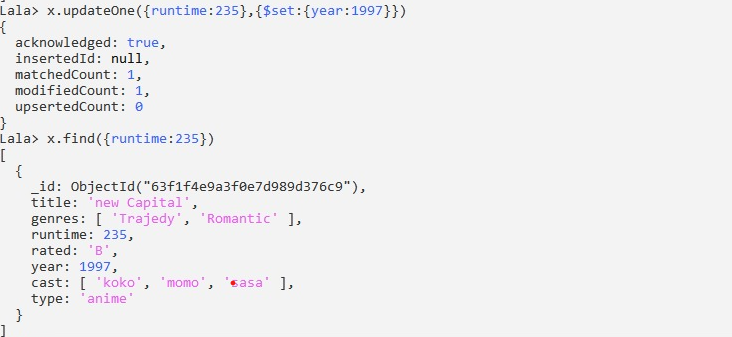 Lala> x.updateOne({runtime:235},{$set:{year:1997}})
{
  acknowledged: true,
  insertedId: null,
  matchedCount: 1,
  modifiedCount: 1,
  upsertedCount: 0
}
Lala> x.find({runtime:235})
[
  {
    _id: ObjectId("63f1f4e9a3f0e7d989d376c9"),
    title: 'new Capital',
    genres: [ 'Trajedy', 'Romantic' ],
    runtime: 235,
    rated: 'B',
    year: 1997,
    cast: [ 'koko', 'momo', 'sasa' ],
    type: 'anime'
  }
]